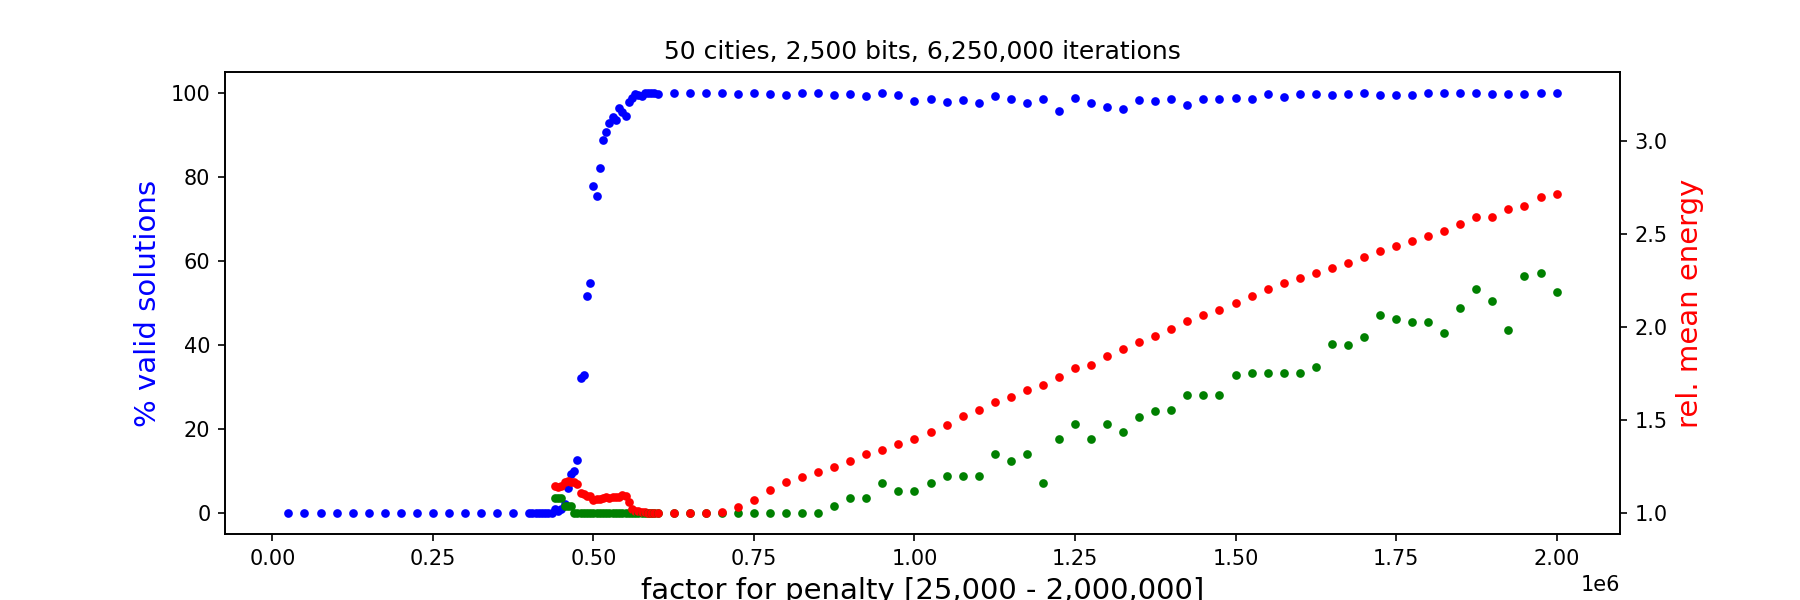 50 cities, 2,500 bits, 6,250,000 iterations
% valid solutions
100
80
60
40
20
0
3.0
2.5
2.0
1.5
1.0
rel. mean energy
0.00 0.25 0.50 0.75 1.00 1.25 1.50 1.75 2.00
1e6
factor for penalty [25,000 - 2,000,000]